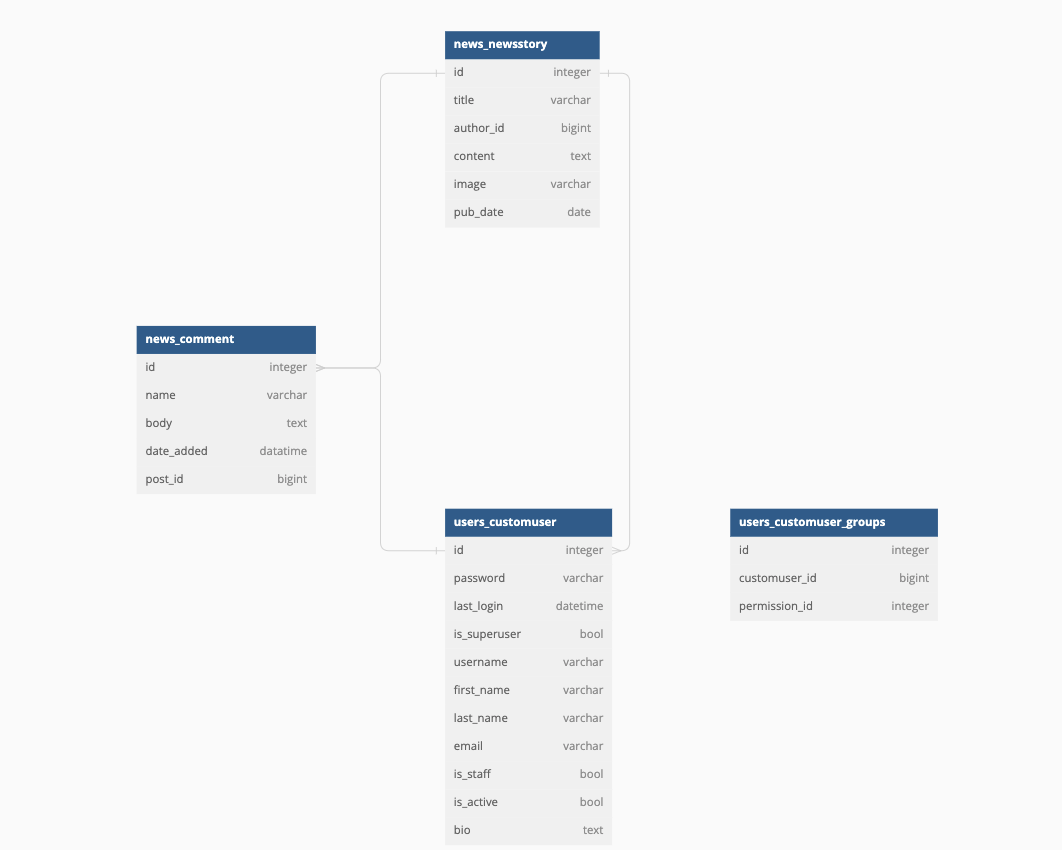 news_newsstory
id integer
title varchar
author_id bigint
content text
image varchar
pub_date date
news_comment
id integer
name varchar
body text
date_added datatime
post_id bigint
users_customuser
id integer
password varchar
last_login datetime
is_superuser bool
username varchar
first_name varchar
last_name varchar
email varchar
is_staff bool
is_active bool
bio text
users_customuser_groups
id integer
customuser_id bigint
permission_id integer